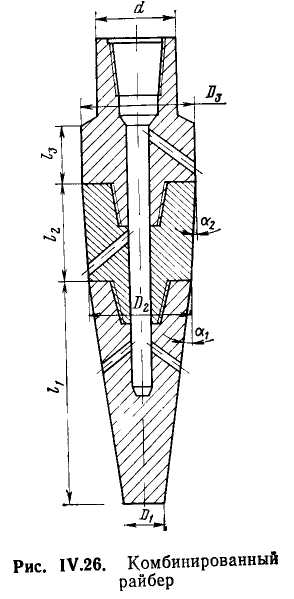 d
D₃
l₃
α₂
l₂
D₂
α₁
l₁
D₁
Рис. IV.26. Комбинированный
райбер